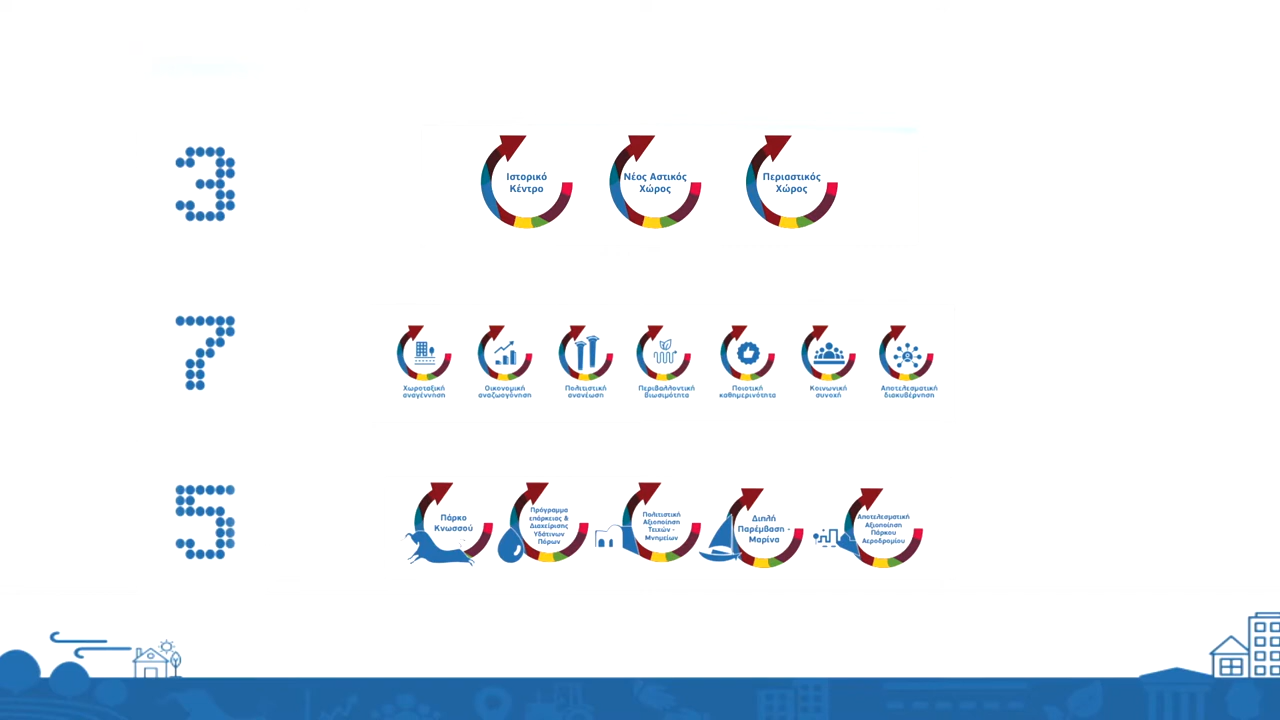 3
Ιστορικό
Κέντρο
Νέος Αστικός
Χώρος
Περιαστικός
Χώρος
7
Χωροταξική
αναγέννηση
Οικονομική
αναζωογόνηση
Πολιτιστική
ανανέωση
Περιβαλλοντική
βιωσιμότητα
Ποιοτική
καθημερινότητα
Κοινωνική
συνοχή
Αποτελεσματική
διακυβέρνηση
5
Πάρκο
Κνωσσού
Πρόγραμμα
επάρκειας &
Διαχείρισης
Υδάτινων
Πόρων
Πολιτιστική
Αξιοποίηση
Τειχών -
Μνημείων
Διπλή
Παρέμβαση -
Μαρίνα
Αποτελεσματική
Αξιοποίηση
Πάρκου
Αεροδρομίου